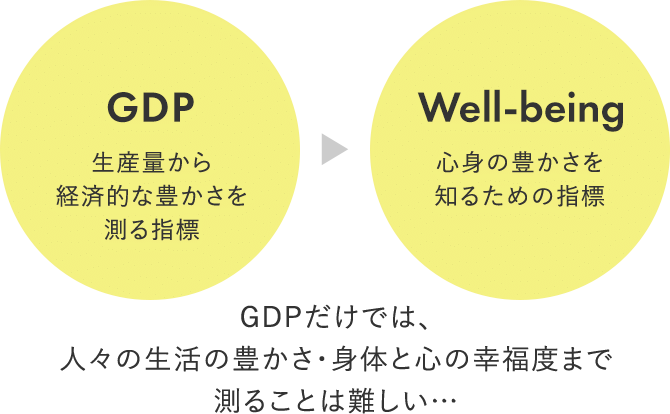 GDP
生産量から
経済的な豊かさを
測る指標
Well-being
心身の豊かさを
知るための指標
GDPだけでは、
人々の生活の豊かさ・身体と心の幸福度まで
測ることは難しい…